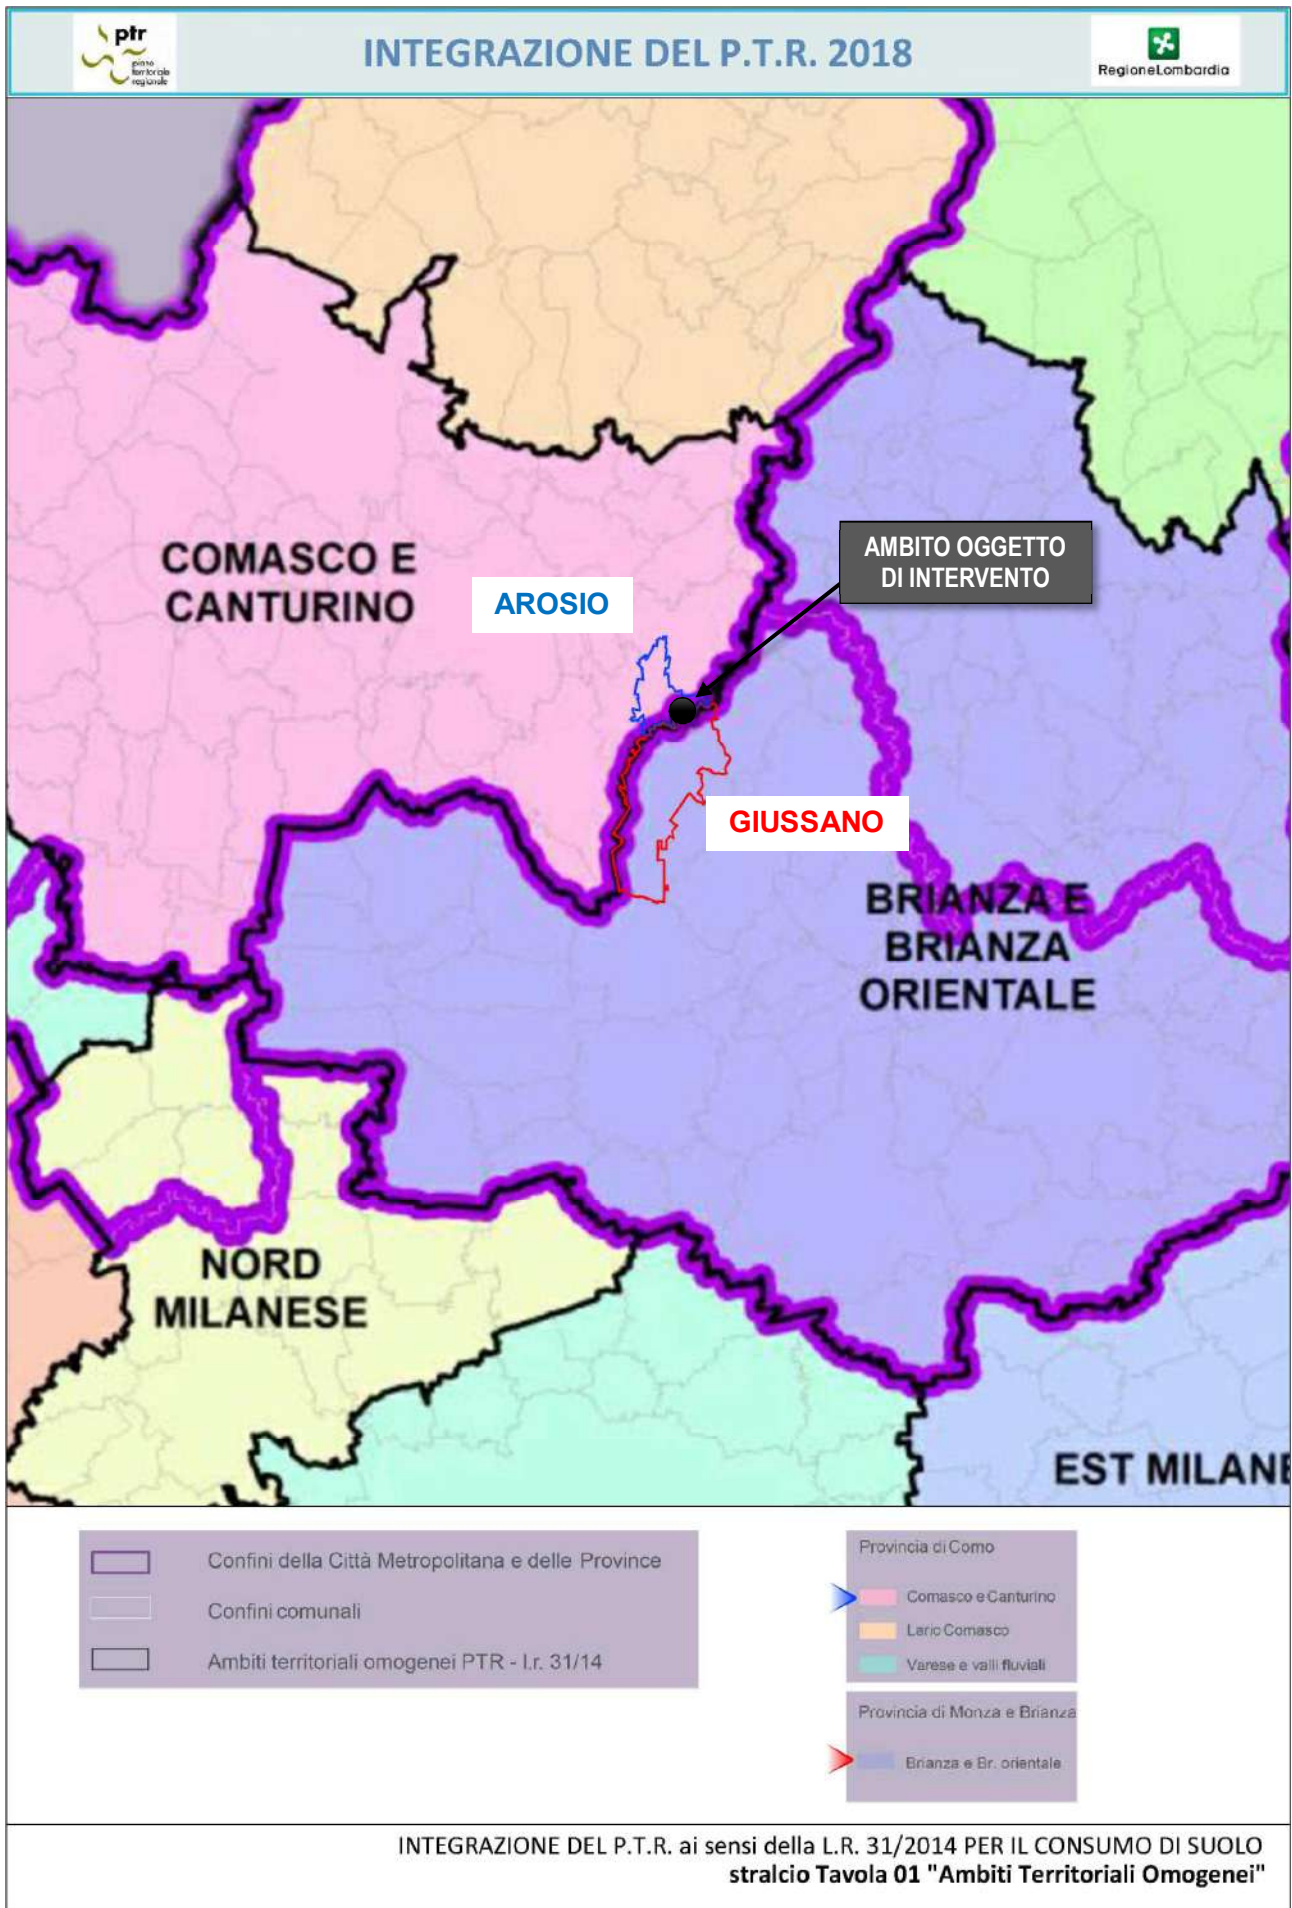 ptr
piano
territoriale
regionale
INTEGRAZIONE DEL P.T.R. 2018
RegioneLombardia
COMASCO E
CANTURINO
AROSIO
AMBITO OGGETTO
DI INTERVENTO
GIUSSANO
BRIANZA E
BRIANZA
ORIENTALE
NORD
MILANESE
EST MILANE
Confini della Città Metropolitana e delle Province
Confini comunali
Ambiti territoriali omogenei PTR - l.r. 31/14
Provincia di Como
Comasco e Canturino
Lario Comasco
Varese e valli fluviali
Provincia di Monza e Brianza
Brianza e Br. orientale
INTEGRAZIONE DEL P.T.R. ai sensi della L.R. 31/2014 PER IL CONSUMO DI SUOLO
stralcio Tavola 01 "Ambiti Territoriali Omogenei"